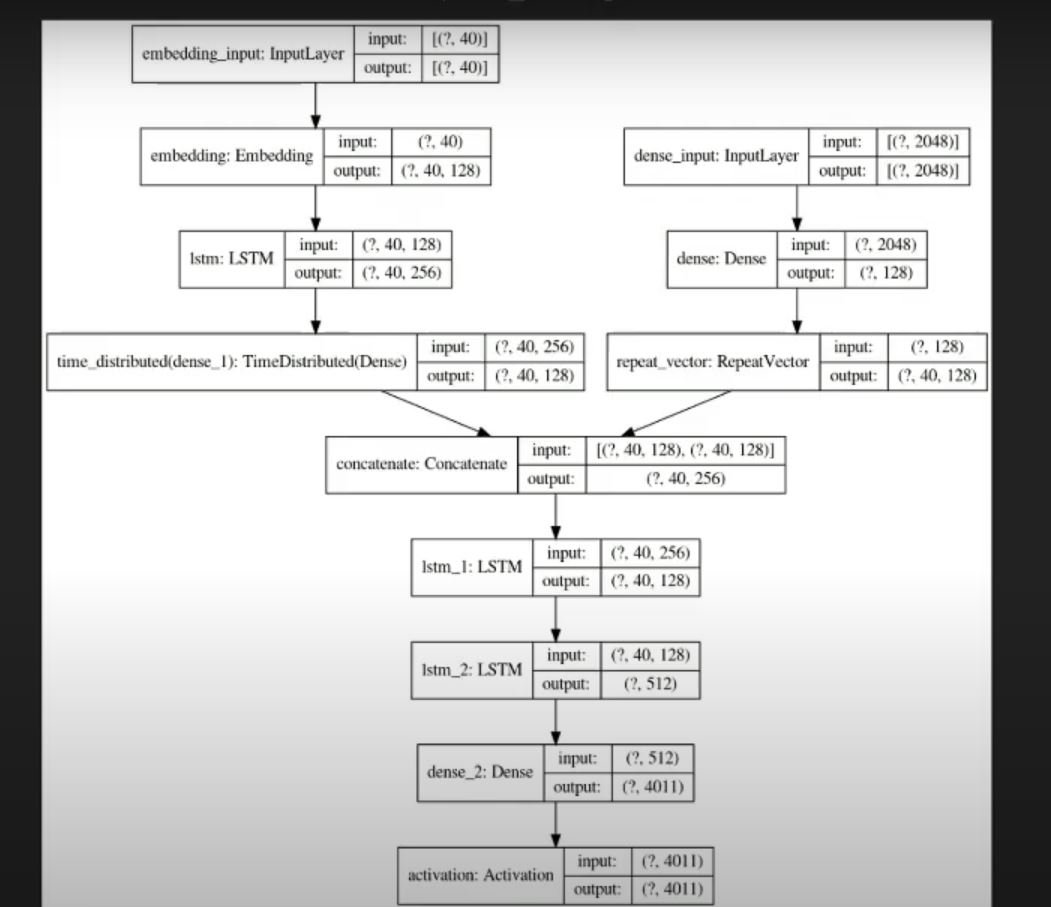 embedding_input: InputLayer
input: [(?, 40)]
output: [(?, 40)]
embedding: Embedding
input: (?, 40)
output: (?, 40, 128)
dense_input: InputLayer
input: [(?, 2048)]
output: [(?, 2048)]
lstm: LSTM
input: (?, 40, 128)
output: (?, 40, 256)
dense: Dense
input: (?, 2048)
output: (?, 128)
time_distributed(dense_1): TimeDistributed(Dense)
input: (?, 40, 256)
output: (?, 40, 128)
repeat_vector: RepeatVector
input: (?, 128)
output: (?, 40, 128)
concatenate: Concatenate
input: [(?, 40, 128), (?, 40, 128)]
output: (?, 40, 256)
lstm_1: LSTM
input: (?, 40, 256)
output: (?, 40, 128)
lstm_2: LSTM
input: (?, 40, 128)
output: (?, 512)
dense_2: Dense
input: (?, 512)
output: (?, 4011)
activation: Activation
input: (?, 4011)
output: (?, 4011)